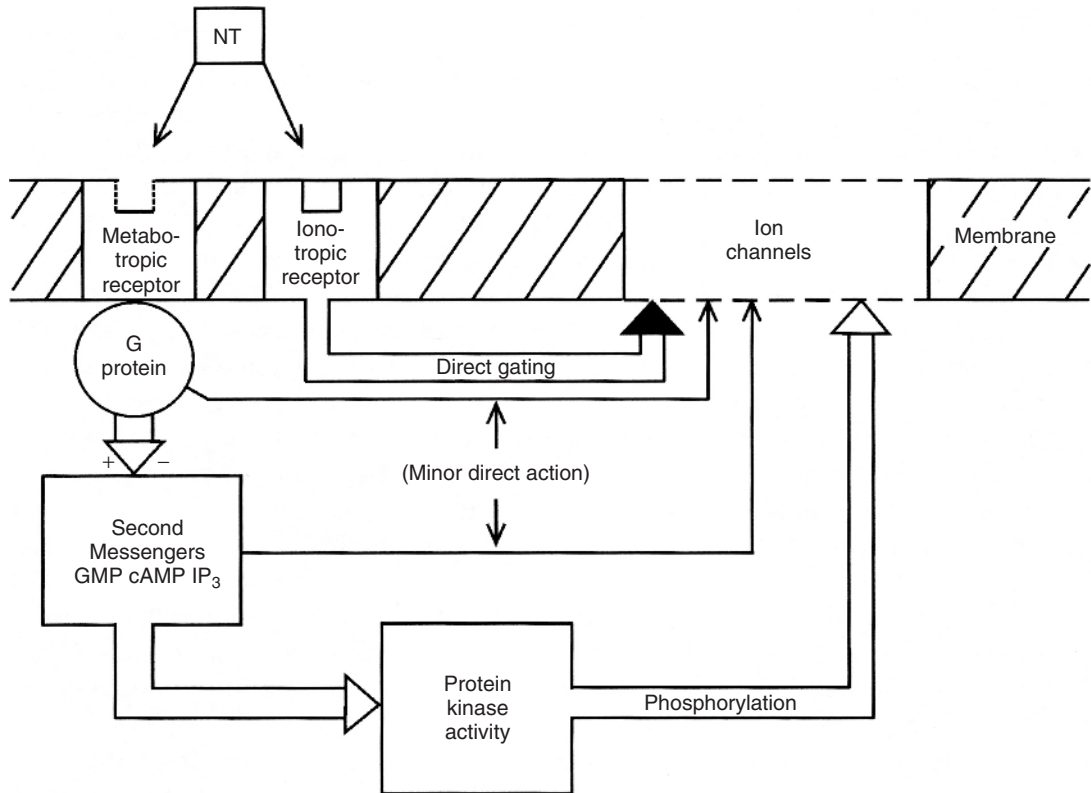 NT
Metabo-
tropic
receptor
Iono-
tropic
receptor
Ion
channels
Membrane
G
protein
Direct gating
+ −
(Minor direct action)
Second
Messengers
GMP cAMP IP₃
Protein
kinase
activity
Phosphorylation